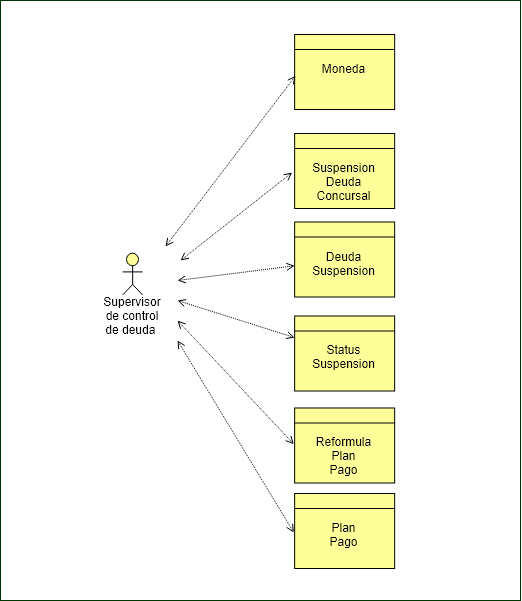 Moneda
Suspension
Deuda
Concursal
Deuda
Suspension
Supervisor
de control
de deuda
Status
Suspension
Reformula
Plan
Pago
Plan
Pago